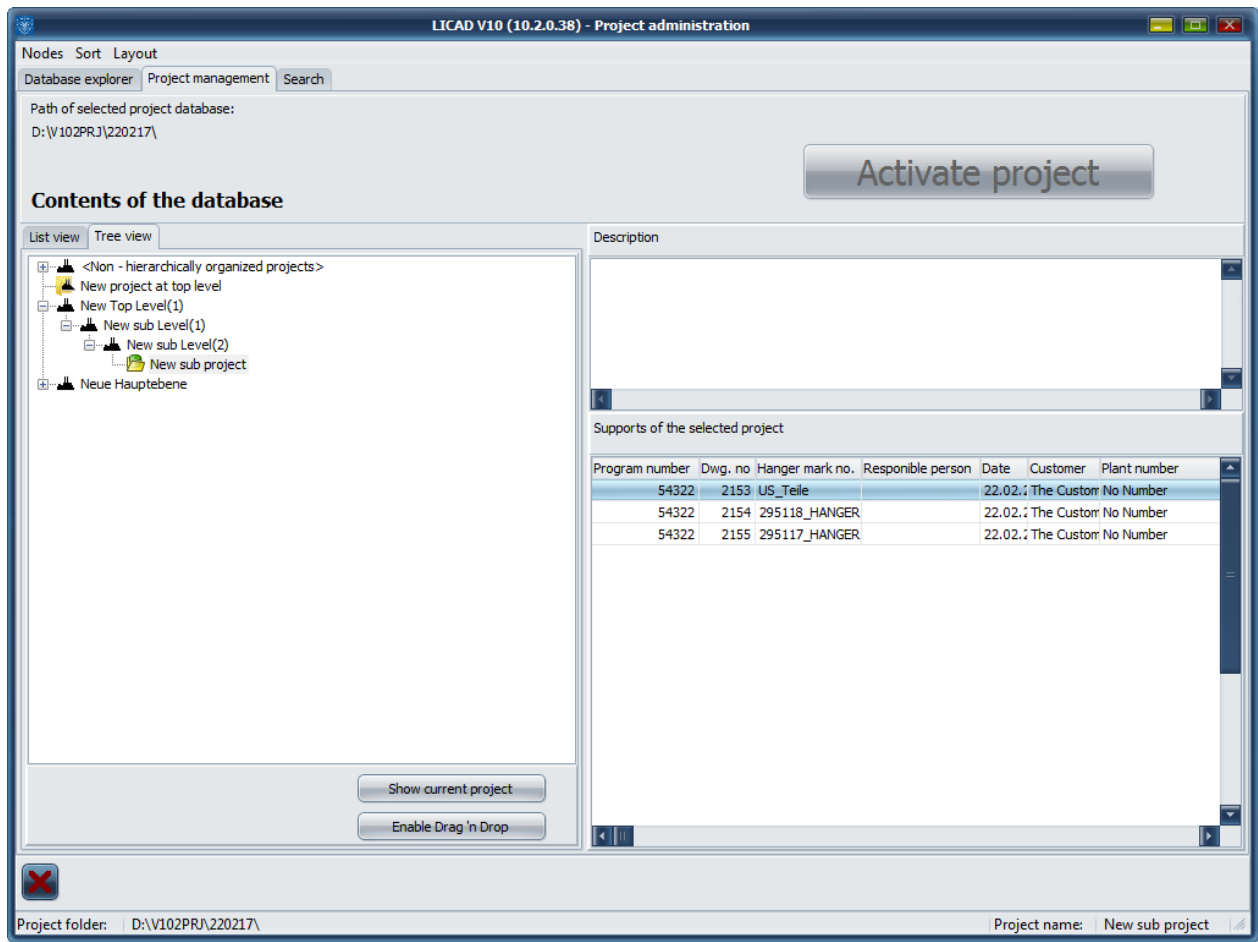 LICAD V10 (10.2.0.38) - Project administration
Nodes Sort Layout
Database explorer Project management Search
Path of selected project database:
D:\V102PRJ\220217\
Activate project
Contents of the database
List view Tree view
<Non - hierarchically organized projects>
New project at top level
New Top Level(1)
New sub Level(1)
New sub Level(2)
New sub project
Neue Hauptebene
Show current project
Enable Drag 'n Drop
Description
Supports of the selected project
Program number Dwg. no Hanger mark no. Responible person Date Customer Plant number
54322 2153 US_Teile 22.02.2 The Custom No Number
54322 2154 295118_HANGER 22.02.2 The Custom No Number
54322 2155 295117_HANGER 22.02.2 The Custom No Number
Project folder: D:\V102PRJ\220217\ Project name: New sub project